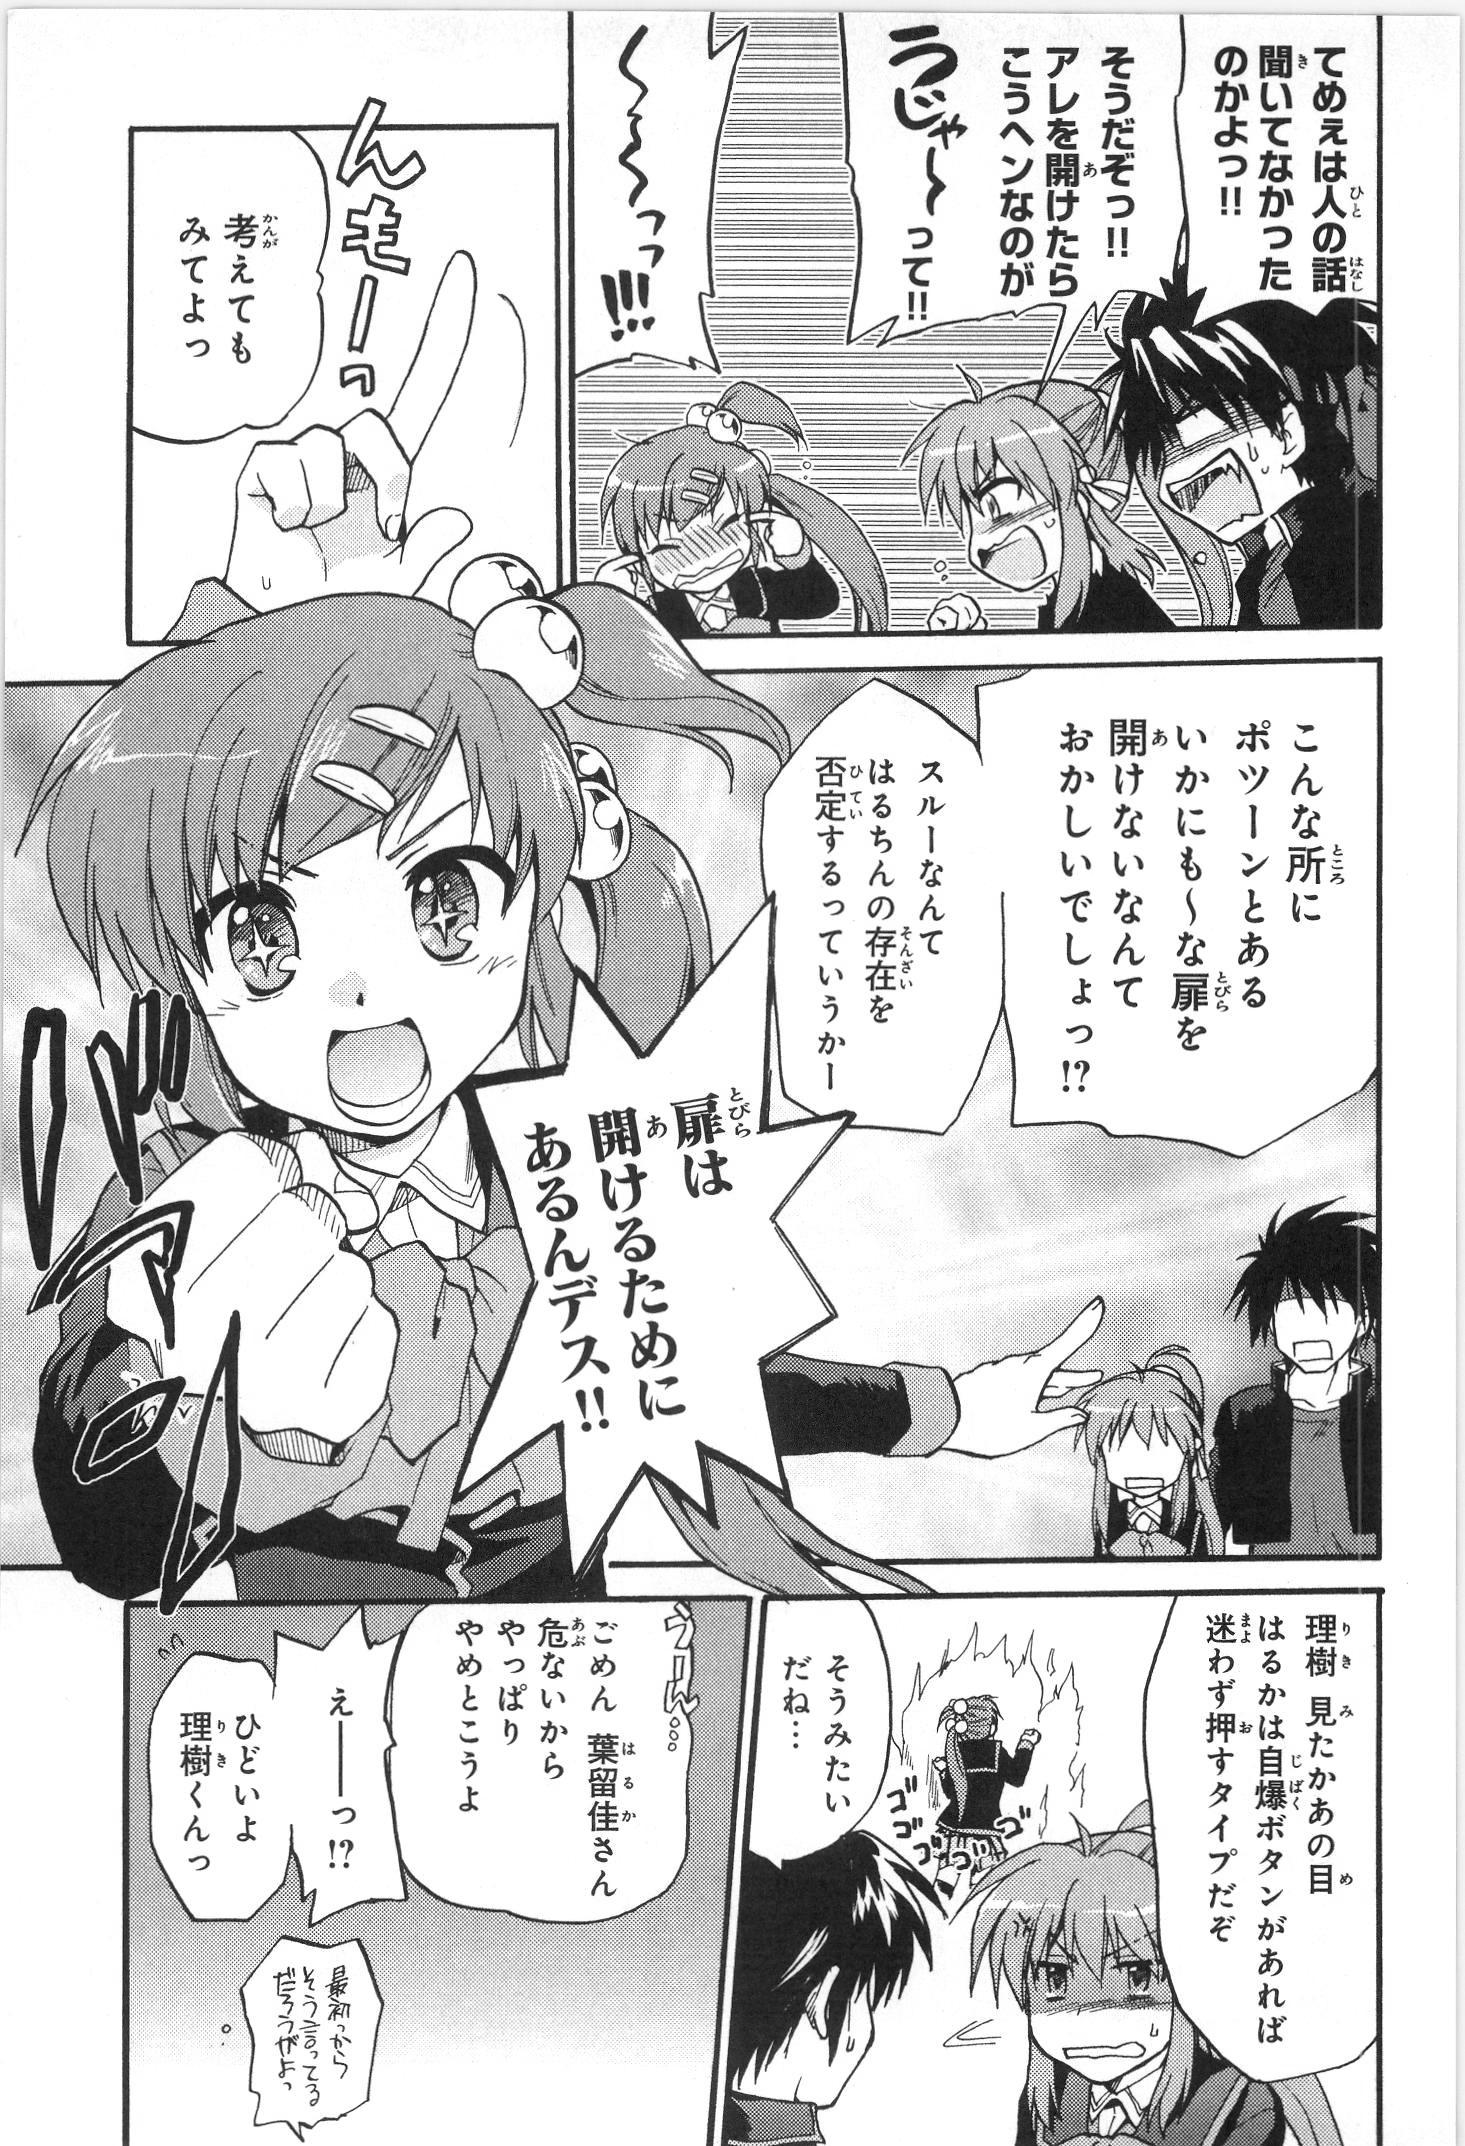 てめぇは人の話
聞いてなかった
のかよっ!!
そうだぞっ!!
アレを開けたら
こうヘンなのが
うじゃ〜〜って!!
く〜〜〜っっ
!!!
んもーっ
考えても
みてよっ
こんな所に
ポツーンとある
いかにも〜な扉を
開けないなんて
おかしいでしょっ!?
スルーなんて
はるちんの存在を
否定するっていうかー
扉は
開けるために
あるんデス!!
理樹 見たかあの目
はるかは自爆ボタンがあれば
迷わず押すタイプだぞ
そうみたい
だね…
ゴゴゴゴゴ
うーん…
ごめん 葉留佳さん
危ないから
やっぱり
やめとこうよ
え——っ!?
ひどいよ
理樹くんっ
最初っから
そう言ってる
だろうがよっ